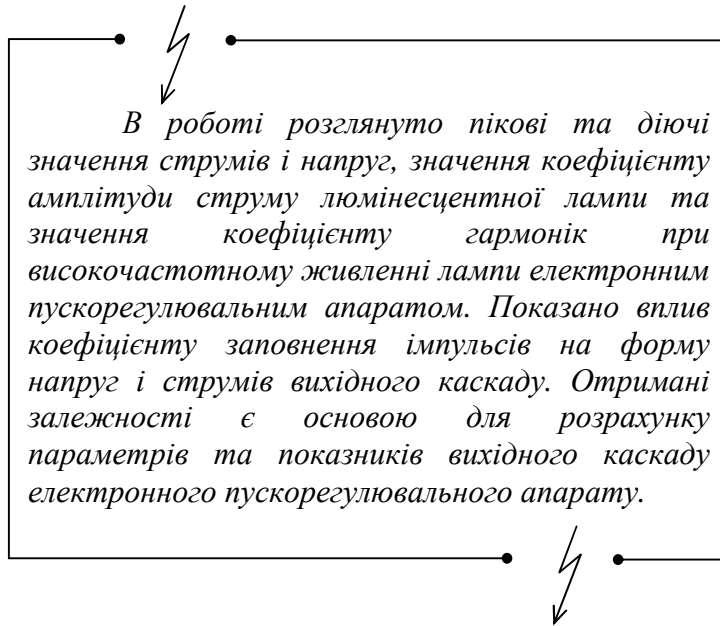 В роботі розглянуто пікові та діючі
значення струмів і напруг, значення коефіцієнту
амплітуди струму люмінесцентної лампи та
значення коефіцієнту гармонік при
високочастотному живленні лампи електронним
пускорегулювальним апаратом. Показано вплив
коефіцієнту заповнення імпульсів на форму
напруг і струмів вихідного каскаду. Отримані
залежності є основою для розрахунку
параметрів та показників вихідного каскаду
електронного пускорегулювального апарату.